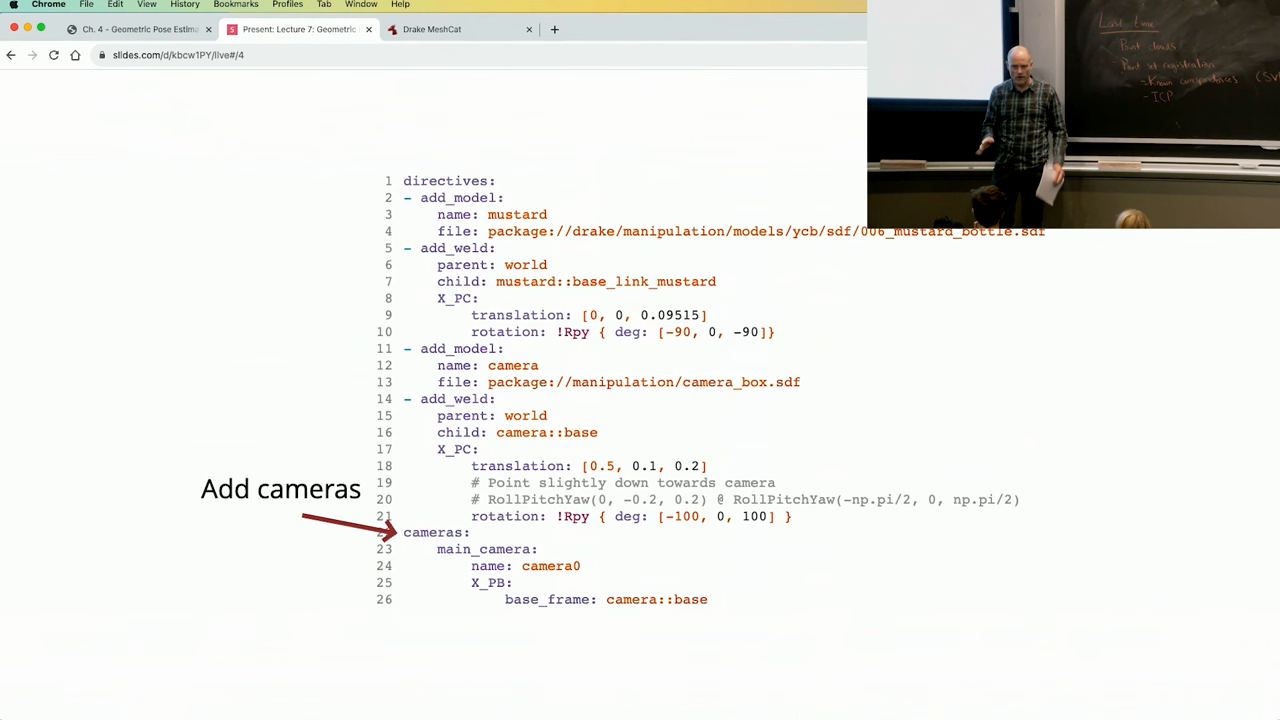 Chrome File Edit View History Bookmarks Profiles Tab Window Help
Ch. 4 - Geometric Pose Estima
Present: Lecture 7: Geometric
Drake MeshCat
slides.com/d/kbcw1PY/live#/4
Last time
Point clouds
Point set registration
- Known correspondences
- ICP
1 directives:
2 - add_model:
3 name: mustard
4 file: package://drake/manipulation/models/ycb/sdf/006_mustard_bottle.sdf
5 - add_weld:
6 parent: world
7 child: mustard::base_link_mustard
8 X_PC:
9 translation: [0, 0, 0.09515]
10 rotation: !Rpy { deg: [-90, 0, -90]}
11 - add_model:
12 name: camera
13 file: package://manipulation/camera_box.sdf
14 - add_weld:
15 parent: world
16 child: camera::base
17 X_PC:
18 translation: [0.5, 0.1, 0.2]
19 # Point slightly down towards camera
20 # RollPitchYaw(0, -0.2, 0.2) @ RollPitchYaw(-np.pi/2, 0, np.pi/2)
21 rotation: !Rpy { deg: [-100, 0, 100] }
cameras:
23 main_camera:
24 name: camera0
25 X_PB:
26 base_frame: camera::base
Add cameras